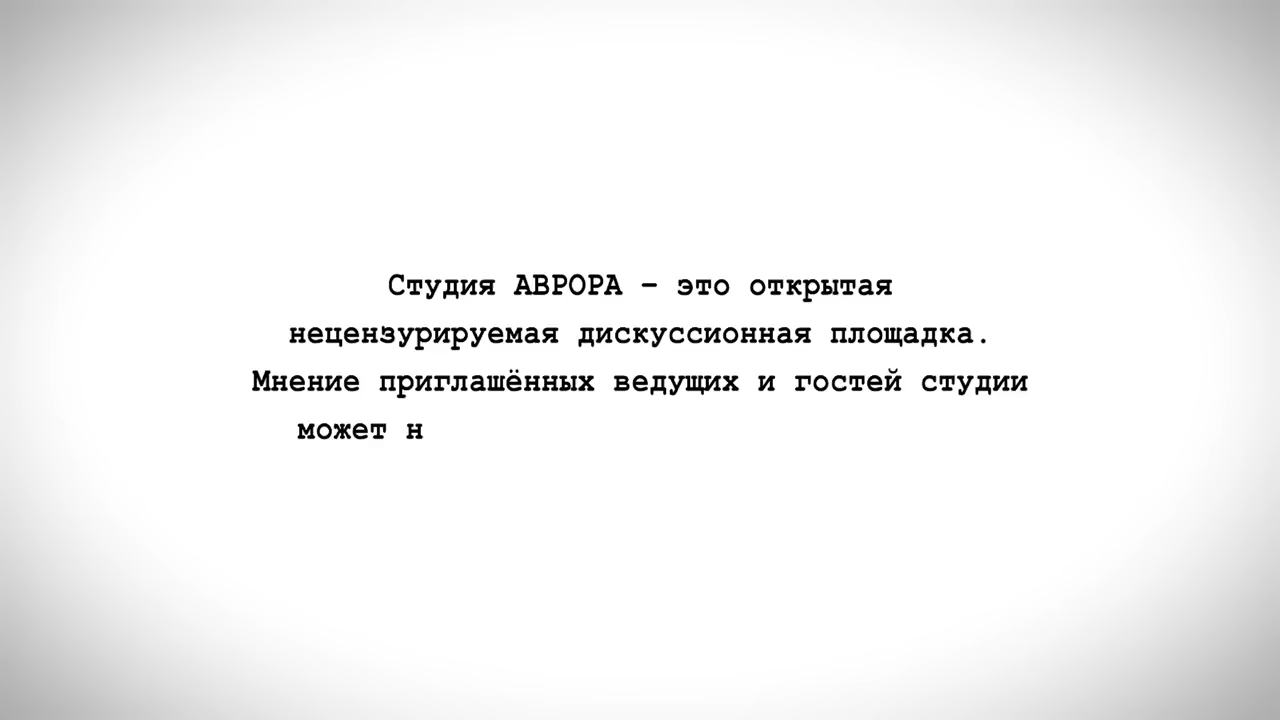 Студия АВРОРА – это открытая
нецензурируемая дискуссионная площадка.
Мнение приглашённых ведущих и гостей студии
может н